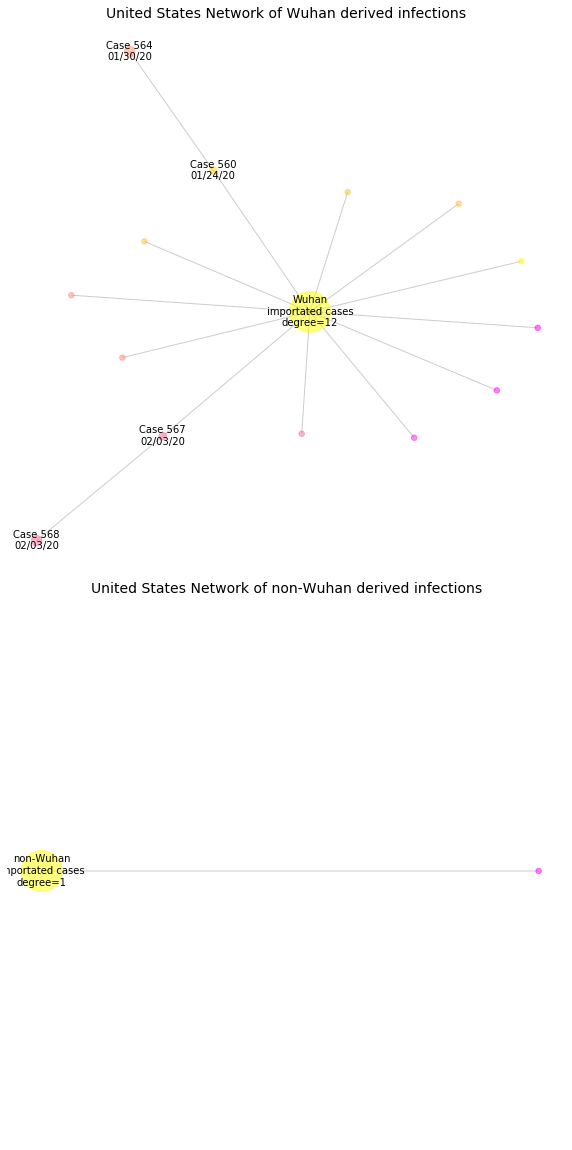 United States Network of Wuhan derived infections
Case 564
01/30/20
Case 560
01/24/20
Wuhan
importated cases
degree=12
Case 567
02/03/20
Case 568
02/03/20
United States Network of non-Wuhan derived infections
non-Wuhan
nportated cases
degree=1